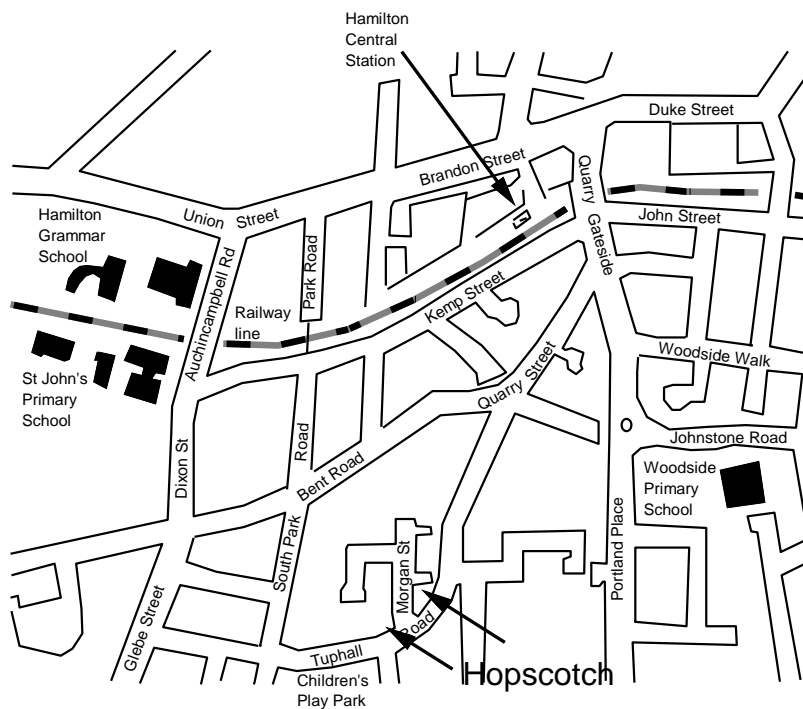 Hamilton
Central
Station
Duke Street
Brandon Street
Quarry
Gateside
Union Street
John Street
Hamilton
Grammar
School
Auchincampbell Rd
Park Road
Railway
line
Kemp Street
Woodside Walk
St John's
Primary
School
Quarry Street
Johnstone Road
Dixon St
Road
South Park
Bent Road
Woodside
Primary
School
Morgan St
Portland Place
Glebe Street
Tuphall
Road
Hopscotch
Children's
Play Park